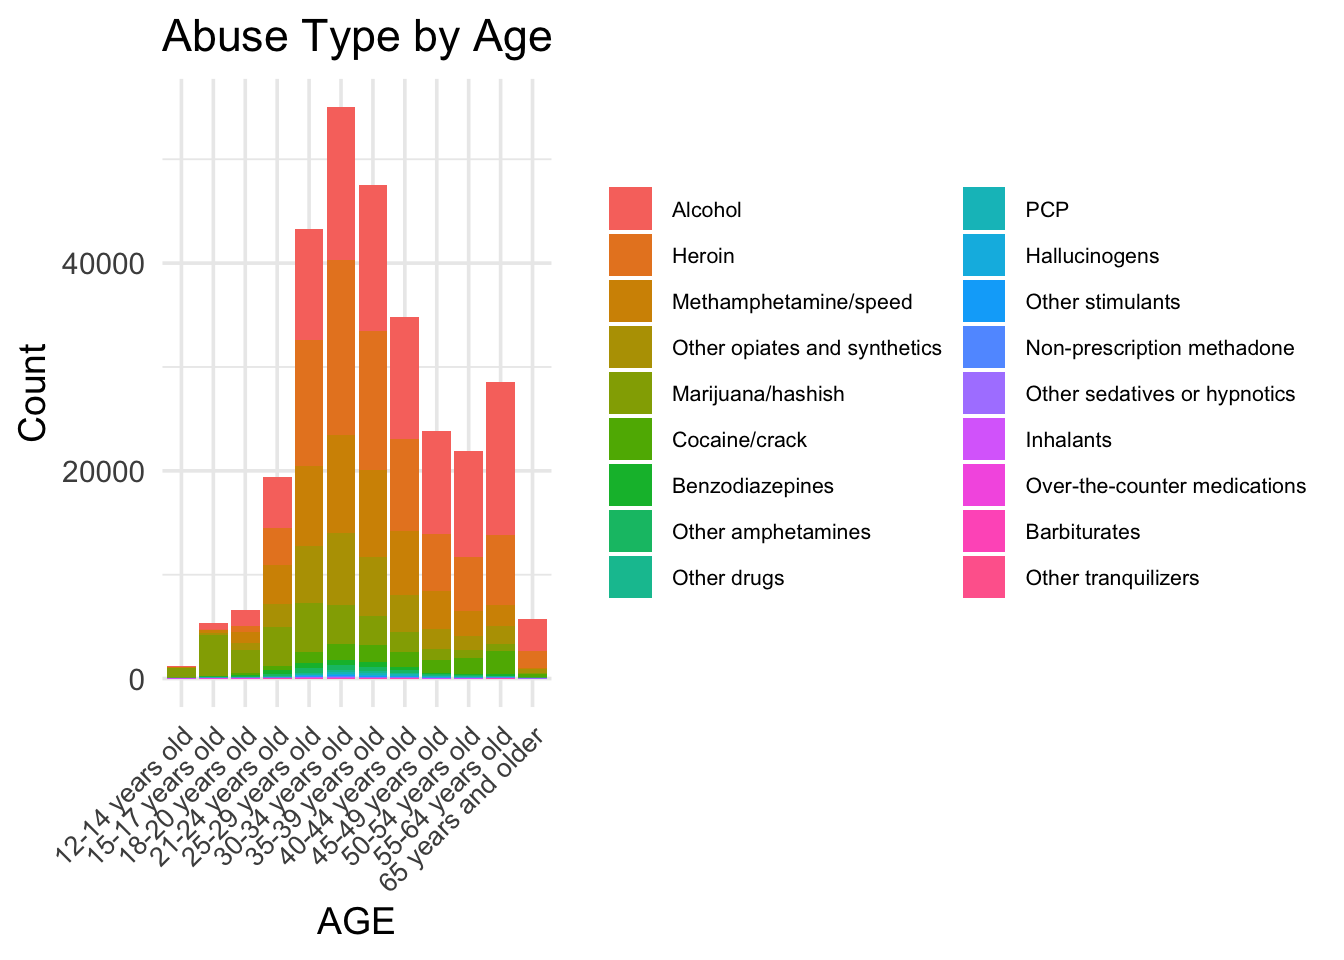 Abuse Type by Age
Count
40000
20000
0
12-14 years old
15-17 years old
18-20 years old
21-24 years old
25-29 years old
30-34 years old
35-39 years old
40-44 years old
45-49 years old
50-54 years old
55-64 years old
65 years and older
AGE
Alcohol
Heroin
Methamphetamine/speed
Other opiates and synthetics
Marijuana/hashish
Cocaine/crack
Benzodiazepines
Other amphetamines
Other drugs
PCP
Hallucinogens
Other stimulants
Non-prescription methadone
Other sedatives or hypnotics
Inhalants
Over-the-counter medications
Barbiturates
Other tranquilizers